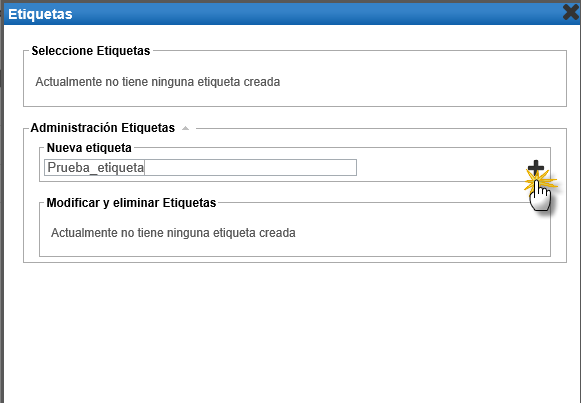 Etiquetas
Seleccione Etiquetas
Actualmente no tiene ninguna etiqueta creada
Administración Etiquetas
Nueva etiqueta
Prueba_etiqueta
Modificar y eliminar Etiquetas
Actualmente no tiene ninguna etiqueta creada